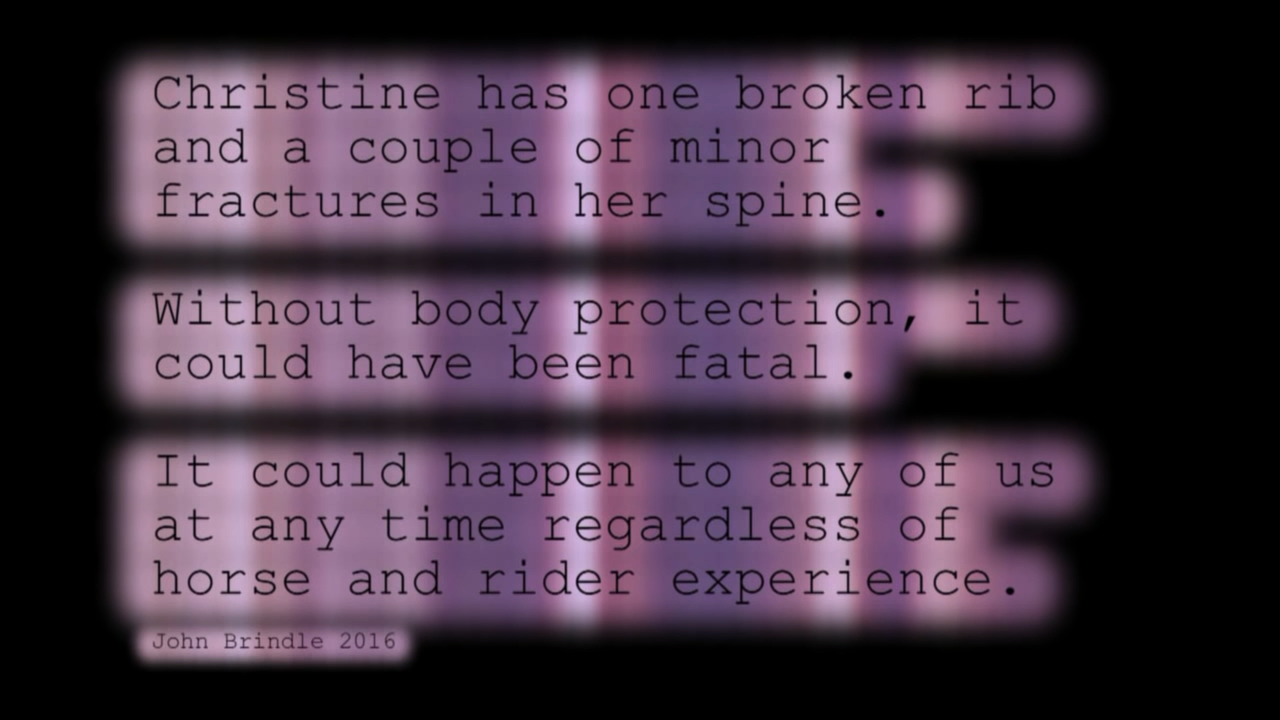 Christine has one broken rib
and a couple of minor
fractures in her spine.
Without body protection, it
could have been fatal.
It could happen to any of us
at any time regardless of
horse and rider experience.
John Brindle 2016